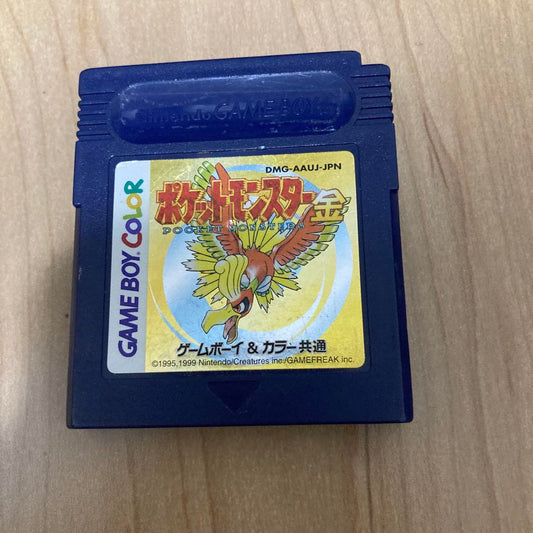 Nintendo GAME BOY
DMG-AAUJ-JPN
GAME BOY COLOR
ポケットモンスター金
POCKET MONSTERS
ゲームボーイ & カラー共通
©1995,1999 Nintendo/Creatures inc./GAMEFREAK inc.